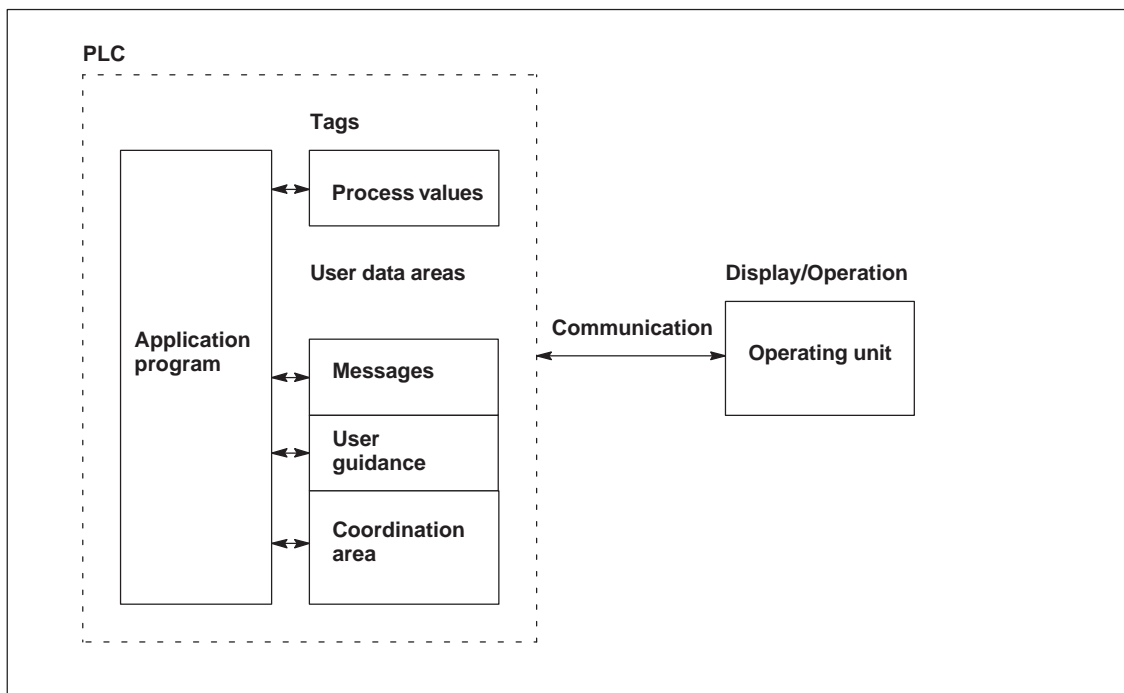 PLC
Tags
Process values
User data areas
Display/Operation
Communication
Operating unit
Application
program
Messages
User
guidance
Coordination
area